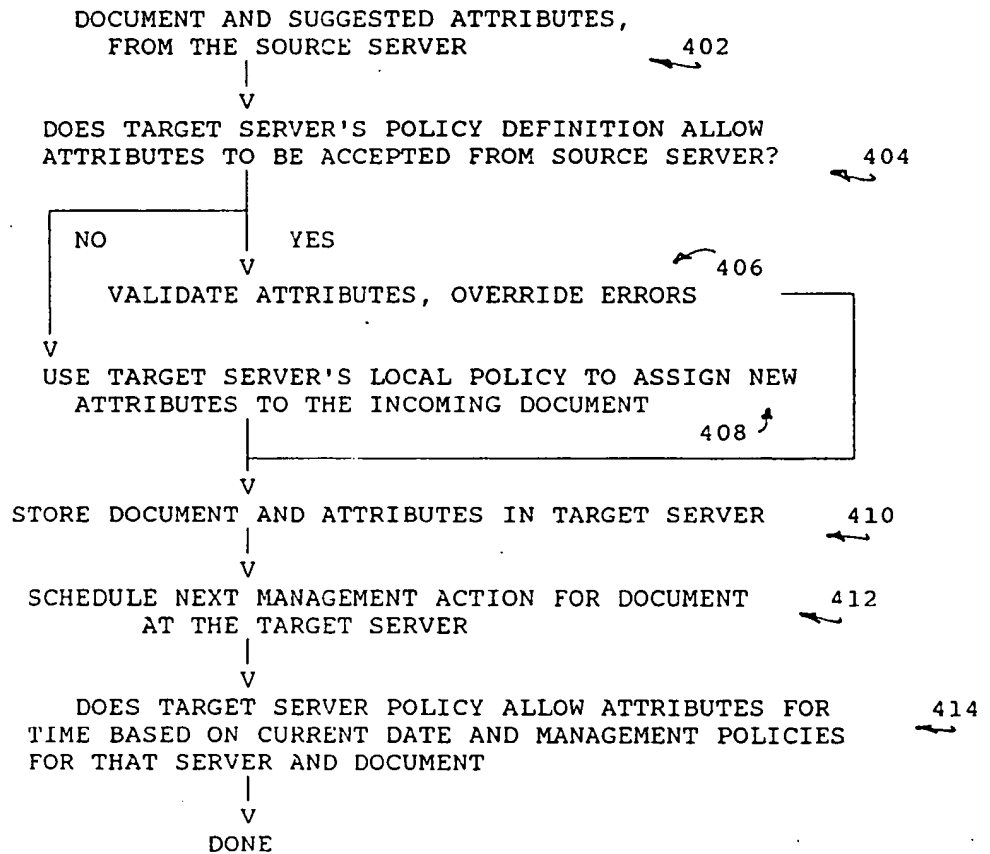 DOCUMENT AND SUGGESTED ATTRIBUTES,
FROM THE SOURCE SERVER 402
V
DOES TARGET SERVER'S POLICY DEFINITION ALLOW
ATTRIBUTES TO BE ACCEPTED FROM SOURCE SERVER? 404
NO YES
V 406
VALIDATE ATTRIBUTES, OVERRIDE ERRORS
V
USE TARGET SERVER'S LOCAL POLICY TO ASSIGN NEW
ATTRIBUTES TO THE INCOMING DOCUMENT
408
V
STORE DOCUMENT AND ATTRIBUTES IN TARGET SERVER 410
V
SCHEDULE NEXT MANAGEMENT ACTION FOR DOCUMENT 412
AT THE TARGET SERVER
V
DOES TARGET SERVER POLICY ALLOW ATTRIBUTES FOR 414
TIME BASED ON CURRENT DATE AND MANAGEMENT POLICIES
FOR THAT SERVER AND DOCUMENT
V
DONE